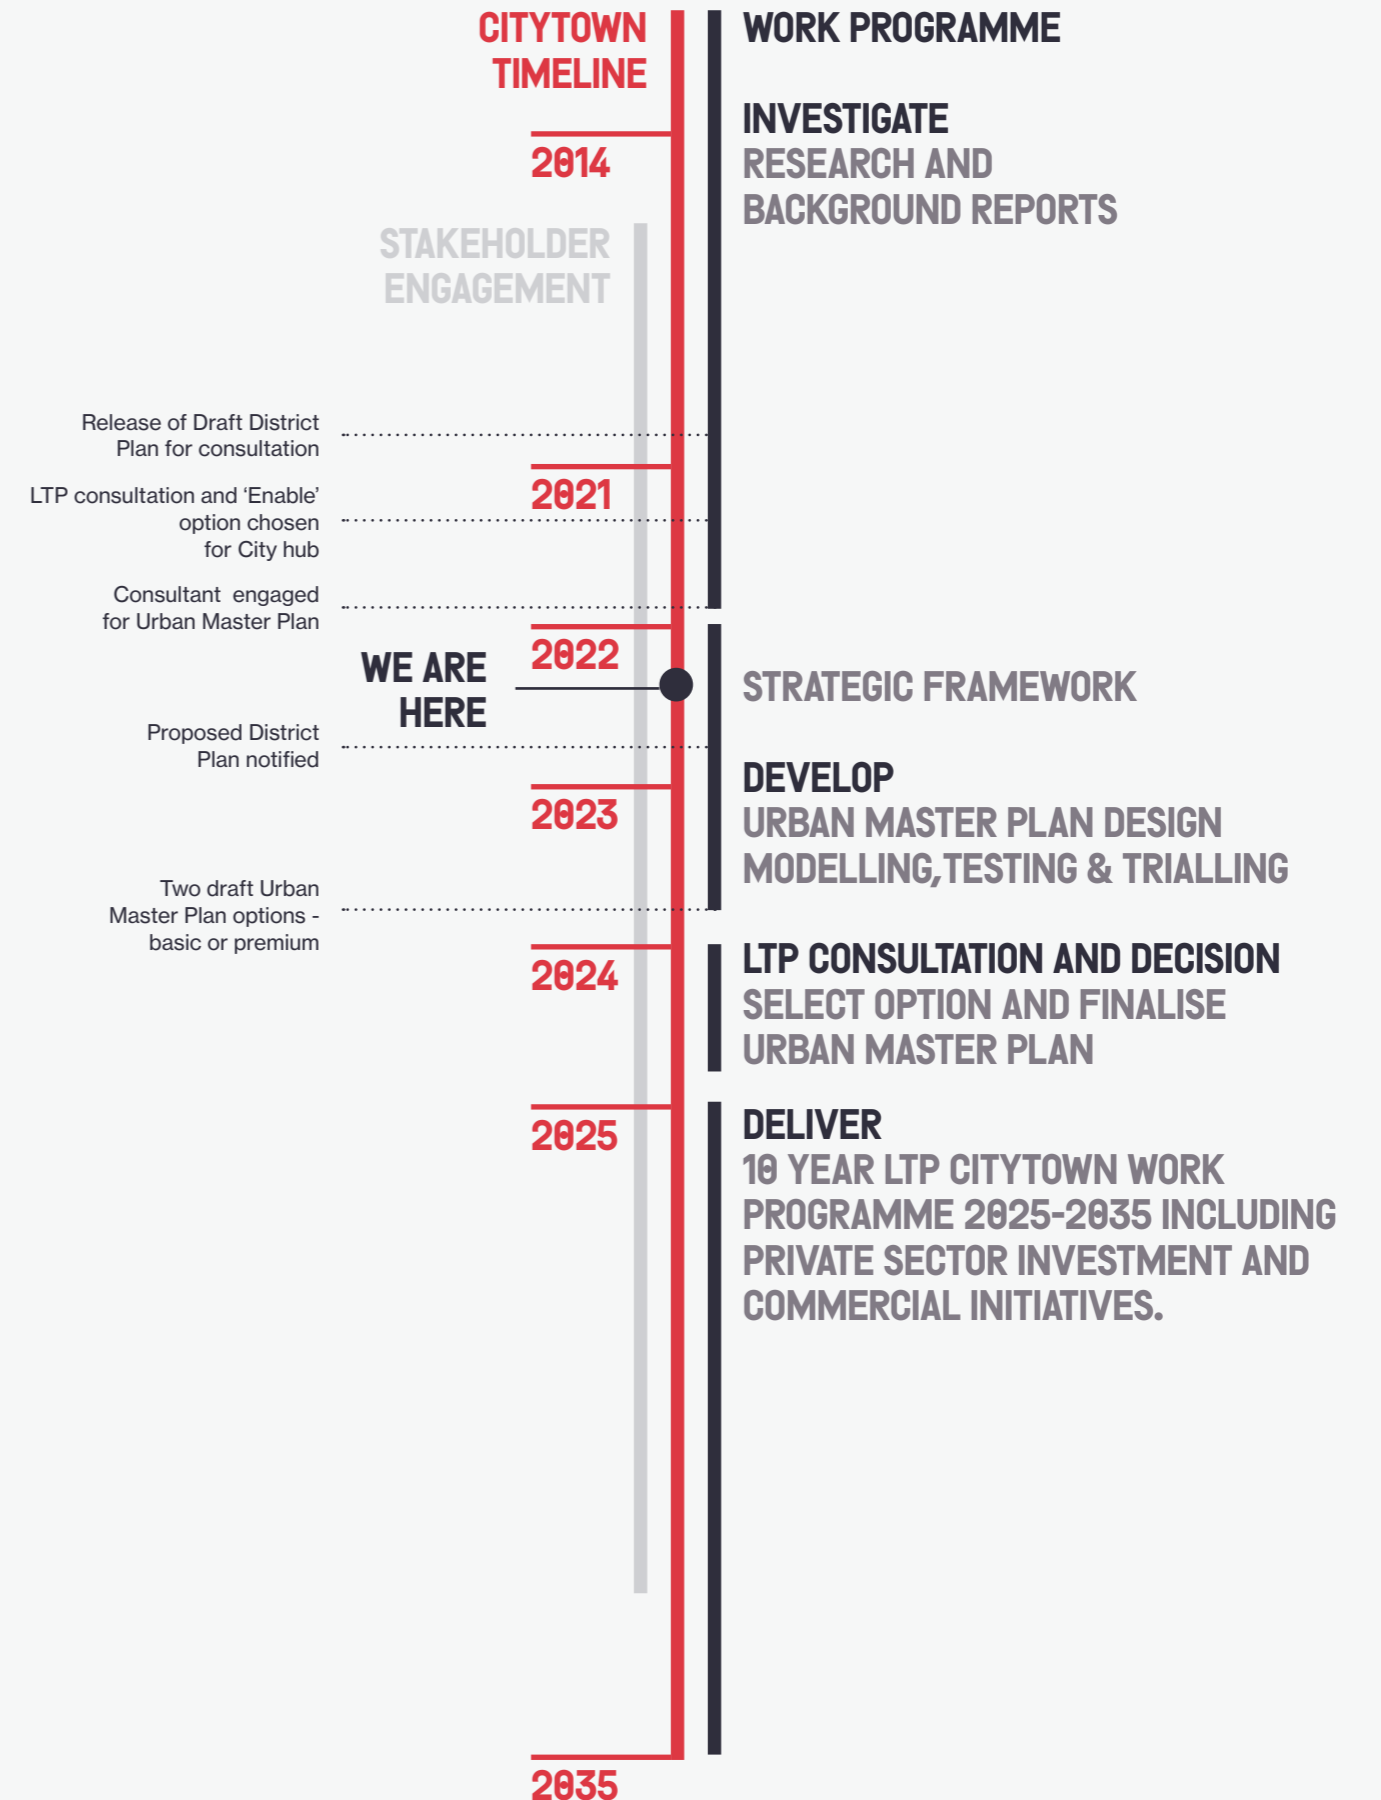 CITYTOWN
TIMELINE
WORK PROGRAMME
INVESTIGATE
RESEARCH AND
BACKGROUND REPORTS
2014
STAKEHOLDER
ENGAGEMENT
Release of Draft District
Plan for consultation
2021
LTP consultation and ‘Enable’
option chosen
for City hub
Consultant engaged
for Urban Master Plan
2022
WE ARE
HERE
STRATEGIC FRAMEWORK
Proposed District
Plan notified
DEVELOP
URBAN MASTER PLAN DESIGN
MODELLING,TESTING & TRIALLING
2023
Two draft Urban
Master Plan options -
basic or premium
2024
LTP CONSULTATION AND DECISION
SELECT OPTION AND FINALISE
URBAN MASTER PLAN
2025
DELIVER
10 YEAR LTP CITYTOWN WORK
PROGRAMME 2025-2035 INCLUDING
PRIVATE SECTOR INVESTMENT AND
COMMERCIAL INITIATIVES.
2035